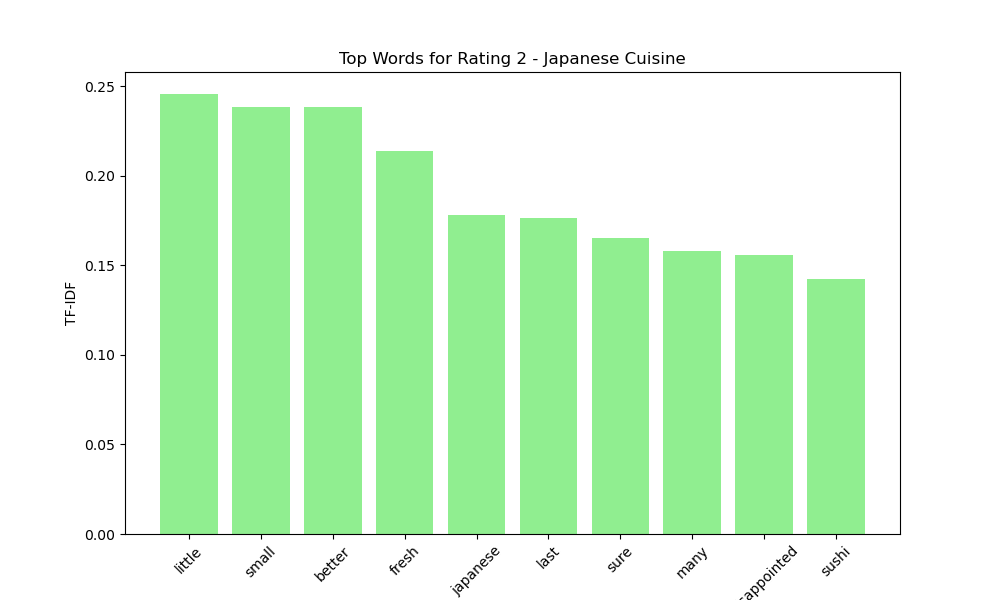 Top Words for Rating 2 - Japanese Cuisine
0.25
0.20
0.15
0.10
0.05
0.00
TF-IDF
little
small
better
fresh
japanese
last
sure
many
sappointed
sushi